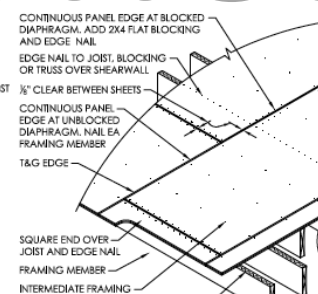 CONTINUOUS PANEL EDGE AT BLOCKED
DIAPHRAGM. ADD 2X4 FLAT BLOCKING
AND EDGE NAIL
EDGE NAIL TO JOIST, BLOCKING
OR TRUSS OVER SHEARWALL
IST
⅛" CLEAR BETWEEN SHEETS
CONTINUOUS PANEL
EDGE AT UNBLOCKED
DIAPHRAGM. NAIL EA
FRAMING MEMBER
T&G EDGE
SQUARE END OVER
JOIST AND EDGE NAIL
FRAMING MEMBER
INTERMEDIATE FRAMING